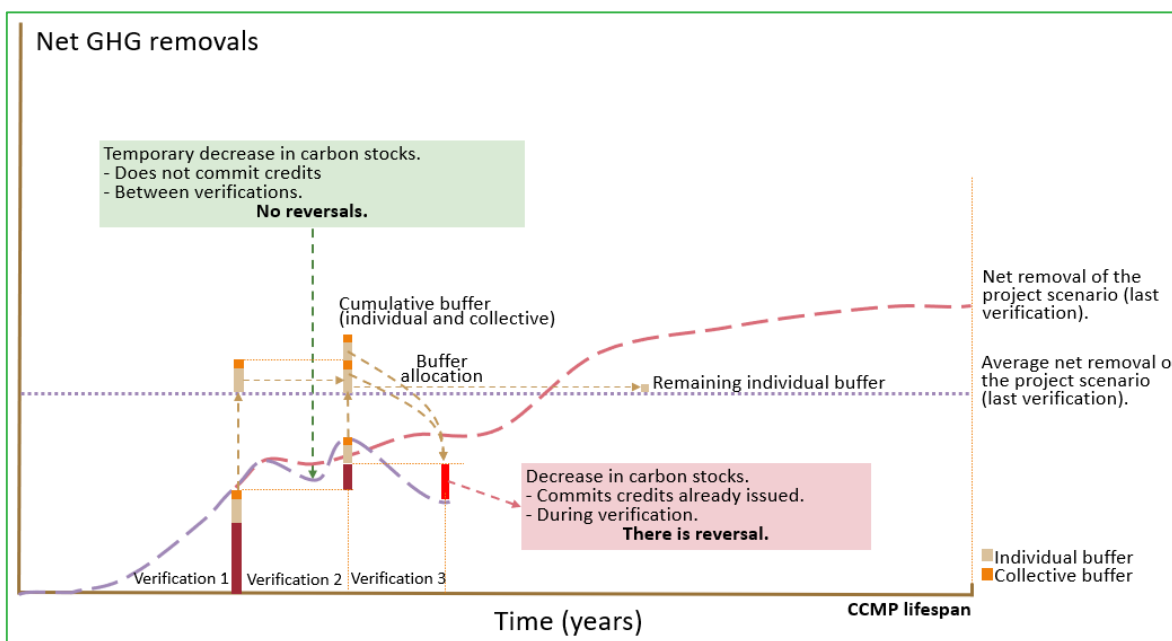 Net GHG removals
Temporary decrease in carbon stocks.
- Does not commit credits
- Between verifications.
No reversals.
Cumulative buffer
(individual and collective)
Buffer
allocation
Remaining individual buffer
Net removal of the
project scenario (last
verification).
Average net removal o
the project scenario
(last verification).
Decrease in carbon stocks.
- Commits credits already issued.
- During verification.
There is reversal.
Individual buffer
Collective buffer
Verification 1
Verification 2
Verification 3
CCMP lifespan
Time (years)